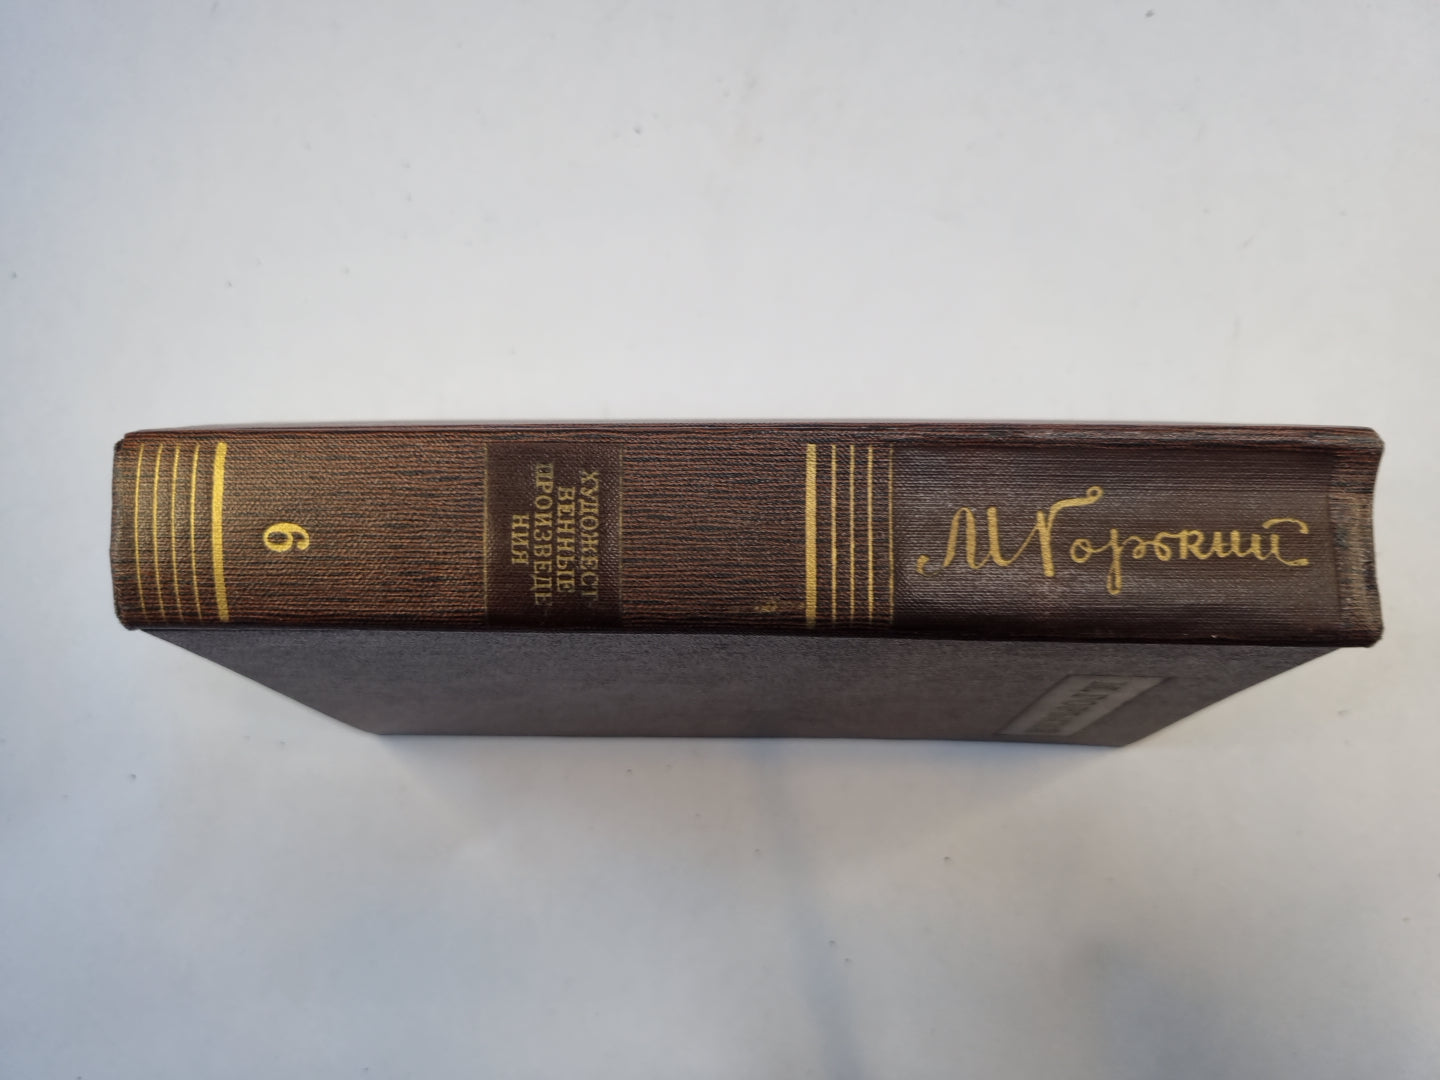 М Горький
ХУДОЖЕСТ-
ВЕННЫЕ
ПРОИЗВЕДЕ-
НИЯ
6